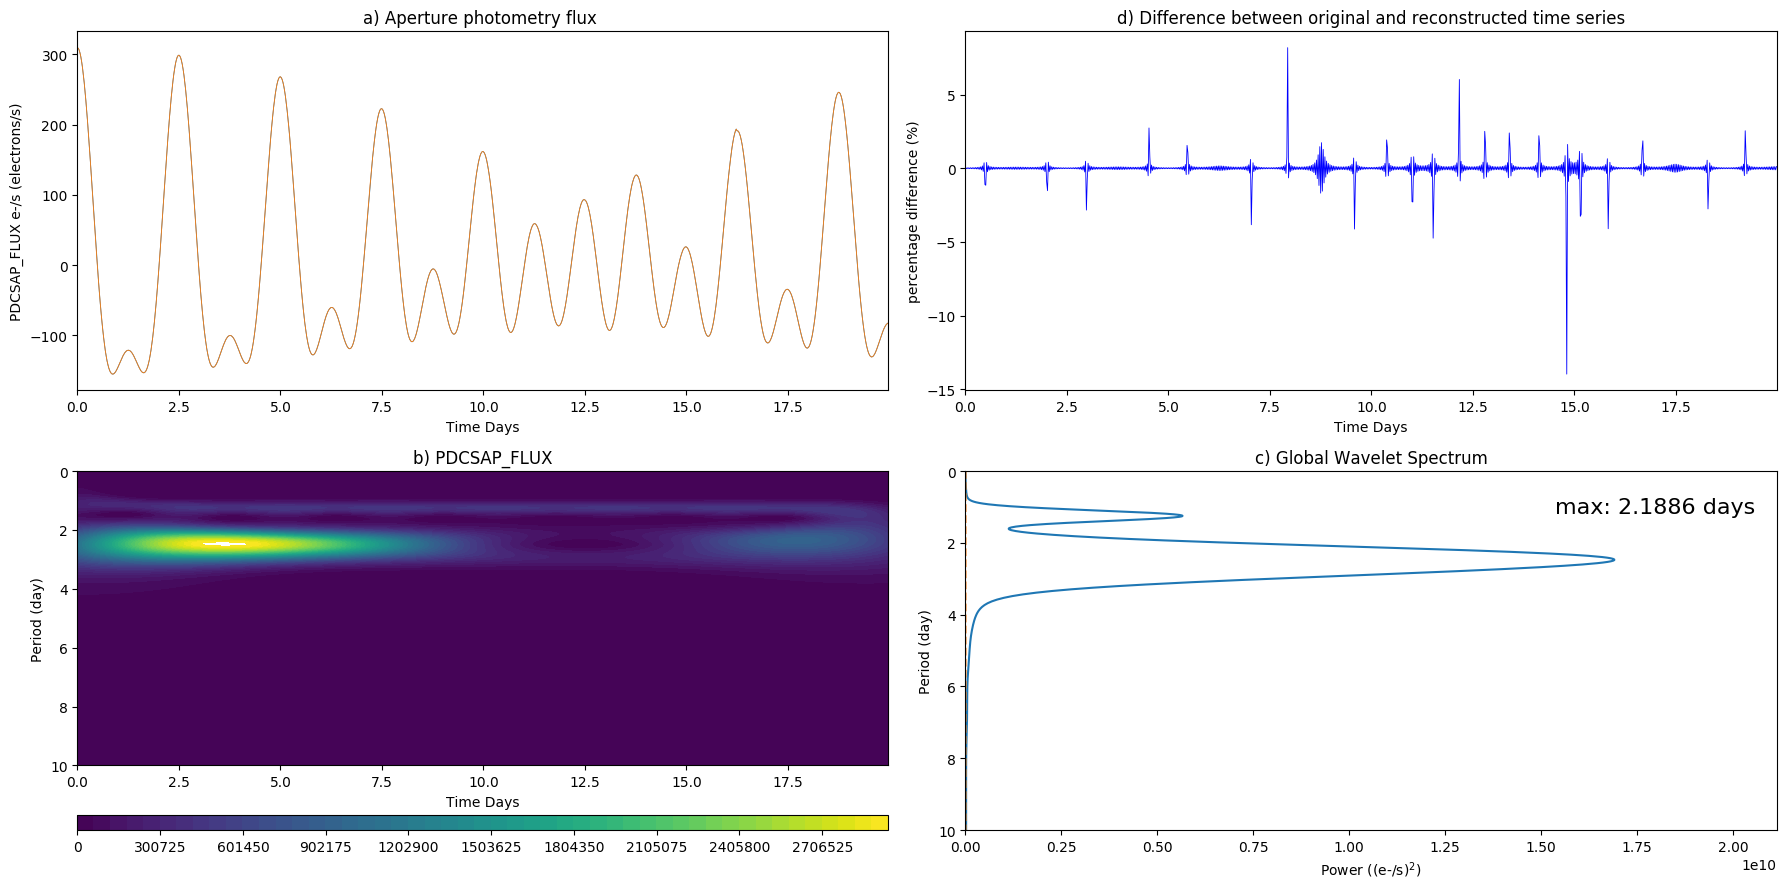 a) Aperture photometry flux
PDCSAP_FLUX e-/s (electrons/s)
300
200
100
0
−100
0.0 2.5 5.0 7.5 10.0 12.5 15.0 17.5
Time Days
d) Difference between original and reconstructed time series
percentage difference (%)
5
0
−5
−10
−15
0.0 2.5 5.0 7.5 10.0 12.5 15.0 17.5
Time Days
b) PDCSAP_FLUX
Period (day)
0
2
4
6
8
10
0.0 2.5 5.0 7.5 10.0 12.5 15.0 17.5
Time Days
0 300725 601450 902175 1202900 1503625 1804350 2105075 2405800 2706525
c) Global Wavelet Spectrum
max: 2.1886 days
Period (day)
0
2
4
6
8
10
0.00 0.25 0.50 0.75 1.00 1.25 1.50 1.75 2.00
1e10
Power ((e-/s)²)